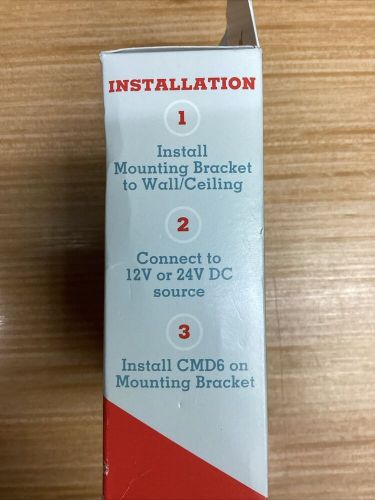 INSTALLATION
1
Install
Mounting Bracket
to Wall/Ceiling
2
Connect to
12V or 24V DC
source
3
Install CMD6 on
Mounting Bracket